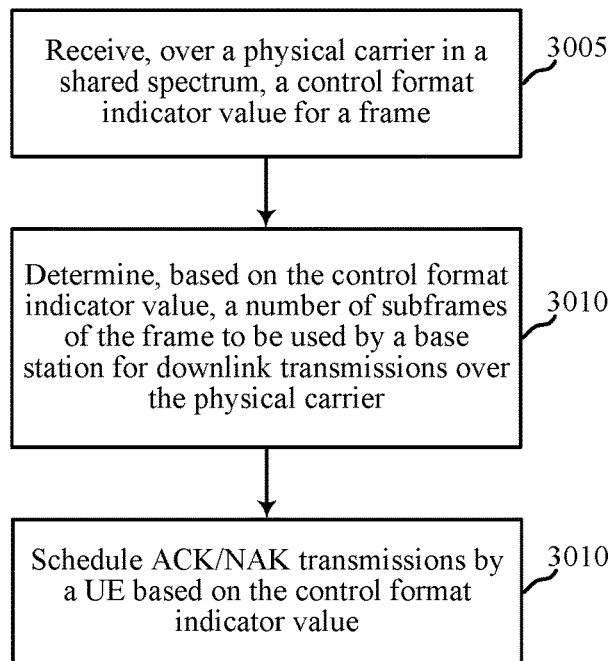 Receive, over a physical carrier in a
shared spectrum, a control format
indicator value for a frame
3005
Determine, based on the control format
indicator value, a number of subframes
of the frame to be used by a base
station for downlink transmissions over
the physical carrier
3010
Schedule ACK/NAK transmissions by
a UE based on the control format
indicator value
3010